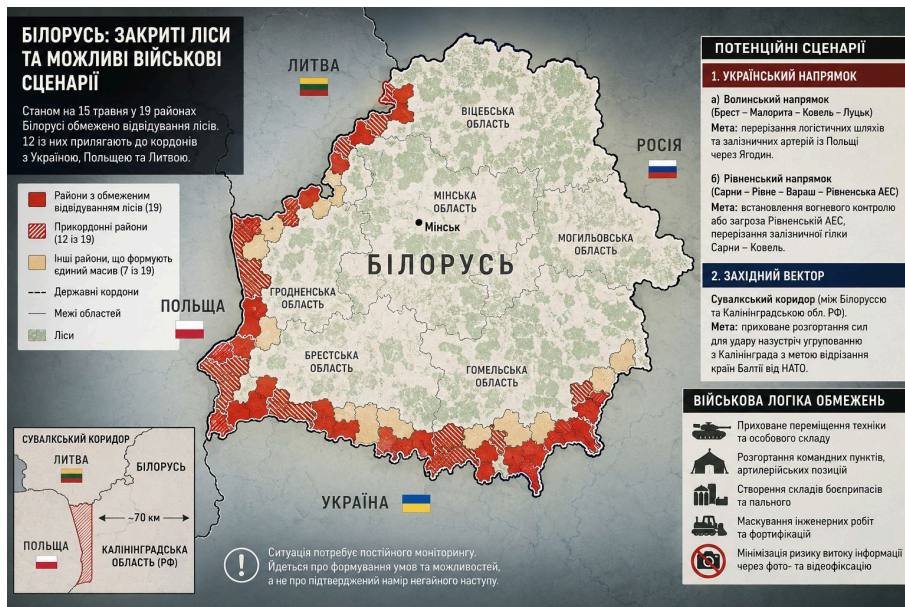 БІЛОРУСЬ: ЗАКРИТІ ЛІСИ
ТА МОЖЛИВІ ВІЙСЬКОВІ
СЦЕНАРІЇ
Станом на 15 травня у 19 районах
Білорусі обмежено відвідування лісів.
12 із них прилягають до кордонів
з Україною, Польщею та Литвою.
Райони з обмеженим
відвідуванням лісів (19)
Прикордонні райони
(12 із 19)
Інші райони, що формують
єдиний масив (7 із 19)
Державні кордони
Межі областей
Ліси
ЛИТВА
ПОЛЬЩА
РОСІЯ
УКРАЇНА
ВІЦЕБСЬКА
ОБЛАСТЬ
МІНСЬКА
ОБЛАСТЬ
Мінськ
МОГИЛЬОВСЬКА
ОБЛАСТЬ
БІЛОРУСЬ
ГРОДНЕНСЬКА
ОБЛАСТЬ
БРЕСТСЬКА
ОБЛАСТЬ
ГОМЕЛЬСЬКА
ОБЛАСТЬ
СУВАЛКСЬКИЙ КОРИДОР
ЛИТВА
БІЛОРУСЬ
~70 км
ПОЛЬЩА
КАЛІНІНГРАДСЬКА
ОБЛАСТЬ (РФ)
Ситуація потребує постійного моніторингу.
Йдеться про формування умов та можливостей,
а не про підтверджений намір негайного наступу.
ПОТЕНЦІЙНІ СЦЕНАРІЇ
1. УКРАЇНСЬКИЙ НАПРЯМОК
а) Волинський напрямок
(Брест – Малорита – Ковель – Луцьк)
Мета: перерізання логістичних шляхів
та залізничних артерій із Польщі
через Ягодин.
б) Рівненський напрямок
(Сарни – Рівне – Вараш – Рівненська АЕС)
Мета: встановлення вогневого контролю
або загроза Рівненській АЕС,
перерізання залізничної гілки
Сарни – Ковель.
2. ЗАХІДНИЙ ВЕКТОР
Сувалкський коридор (між Білоруссю
та Калінінградською обл. РФ).
Мета: приховане розгортання сил
для удару назустріч угрупованню
з Калінінграда з метою відрізання
країн Балтії від НАТО.
ВІЙСЬКОВА ЛОГІКА ОБМЕЖЕНЬ
Приховане переміщення техніки
та особового складу
Розгортання командних пунктів,
артилерійських позицій
Створення складів боєприпасів
та пального
Маскування інженерних робіт
та фортифікацій
Мінімізація ризику витоку інформації
через фото- та відеофіксацію